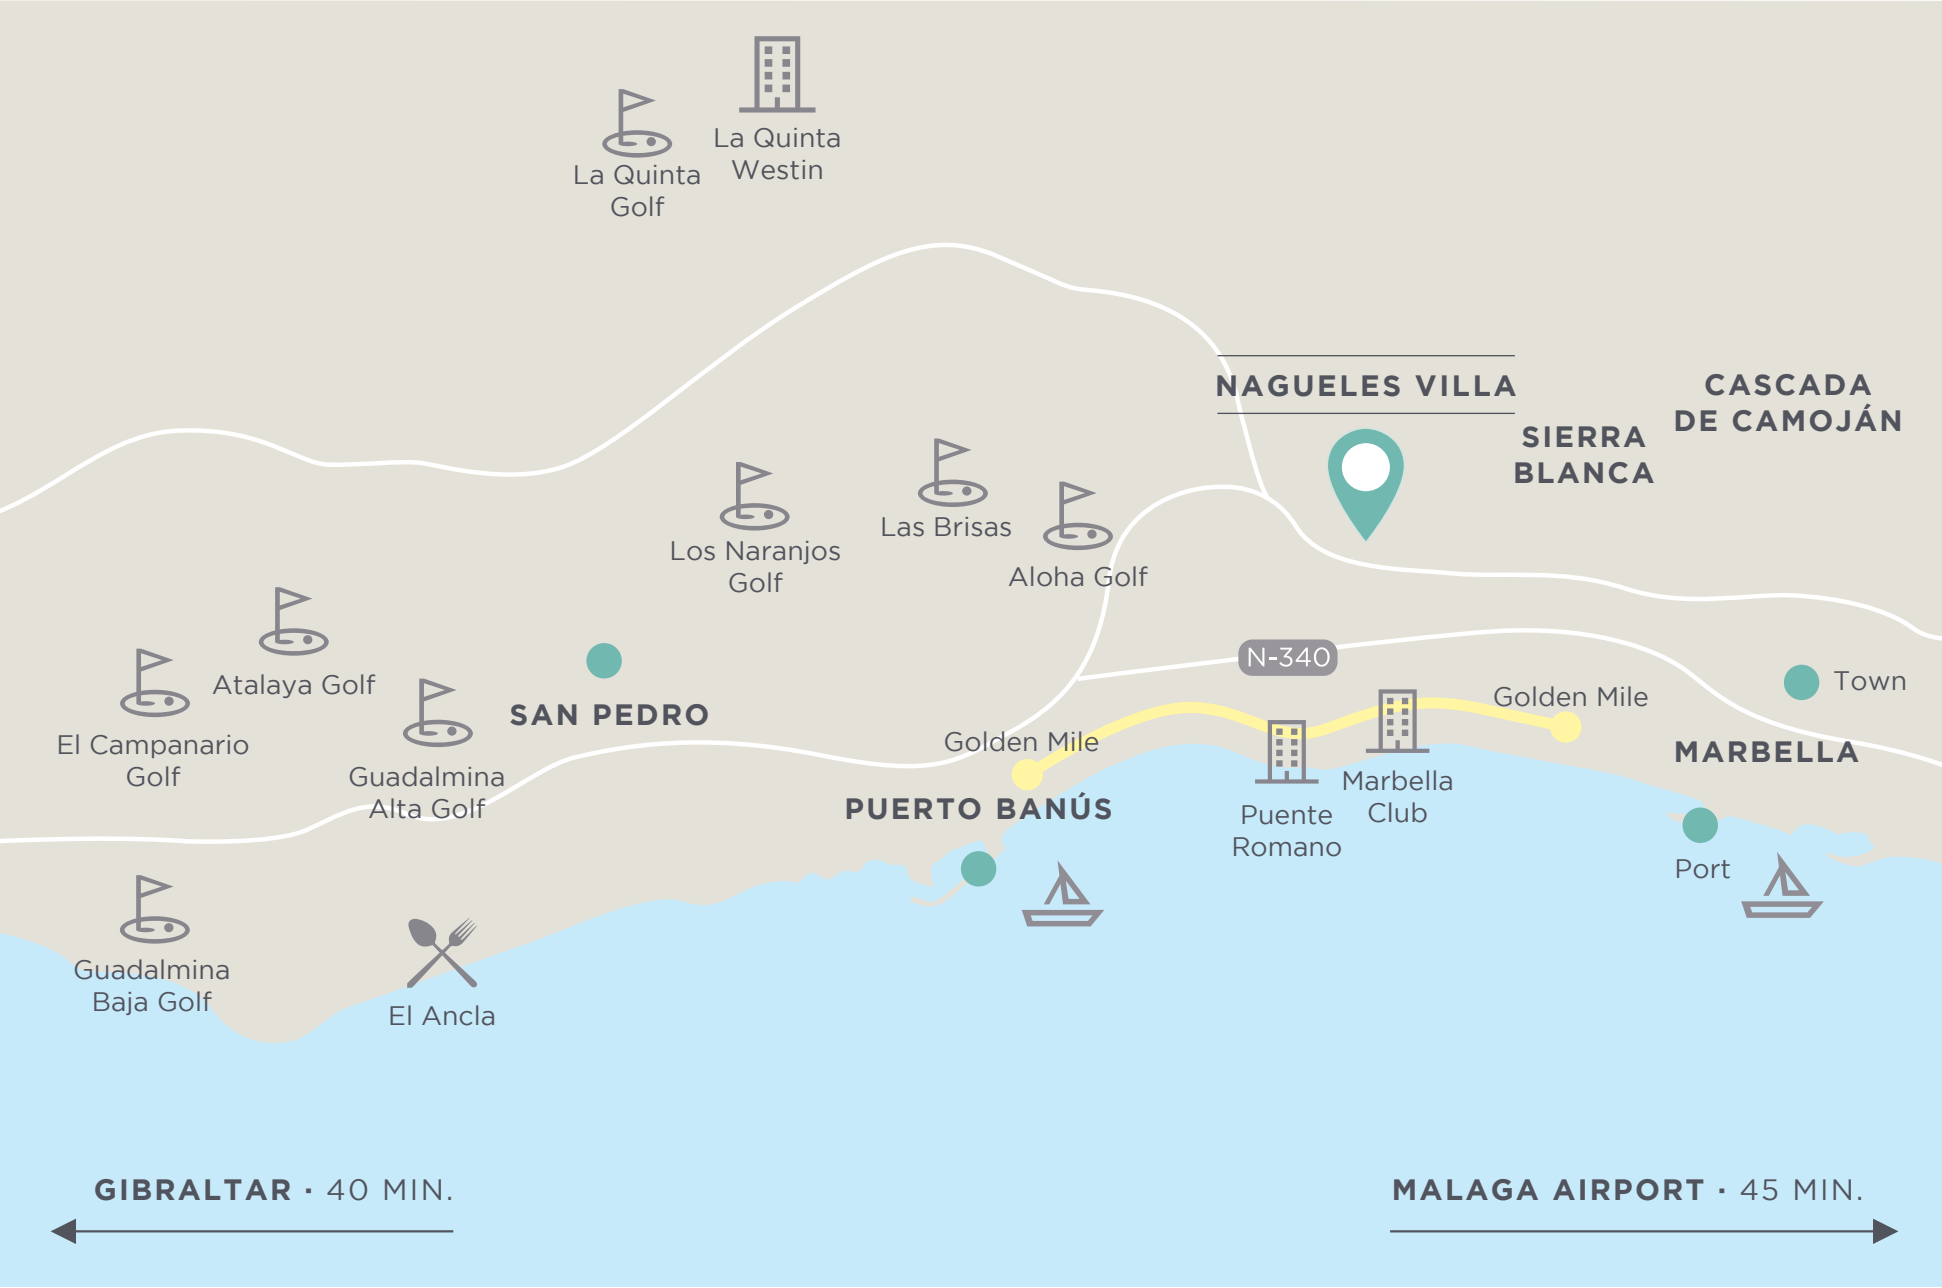 La Quinta
Westin
La Quinta
Golf
NAGUELES VILLA
CASCADA
DE CAMOJÁN
SIERRA
BLANCA
Las Brisas
Los Naranjos
Golf
Aloha Golf
N-340
Atalaya Golf
Town
Golden Mile
SAN PEDRO
El Campanario
Golf
Golden Mile
MARBELLA
Guadalmina
Alta Golf
Marbella
Club
PUERTO BANÚS
Puente
Romano
Port
Guadalmina
Baja Golf
El Ancla
GIBRALTAR · 40 MIN.
MALAGA AIRPORT · 45 MIN.